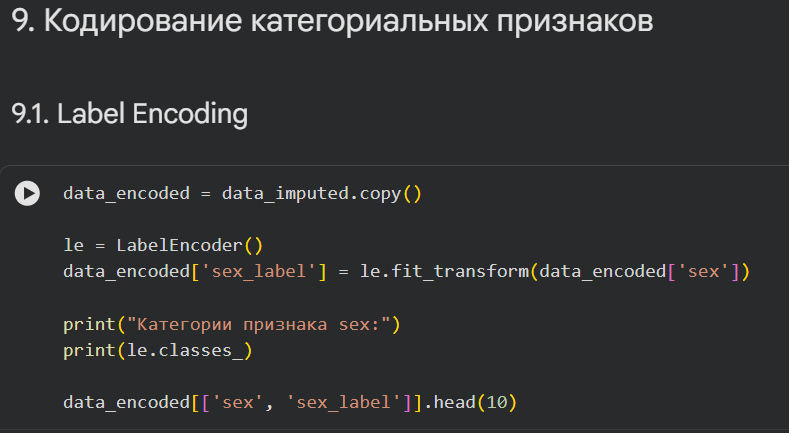 9. Кодирование категориальных признаков
9.1. Label Encoding
data_encoded = data_imputed.copy()
le = LabelEncoder()
data_encoded['sex_label'] = le.fit_transform(data_encoded['sex'])
print("Категории признака sex:")
print(le.classes_)
data_encoded[['sex', 'sex_label']].head(10)